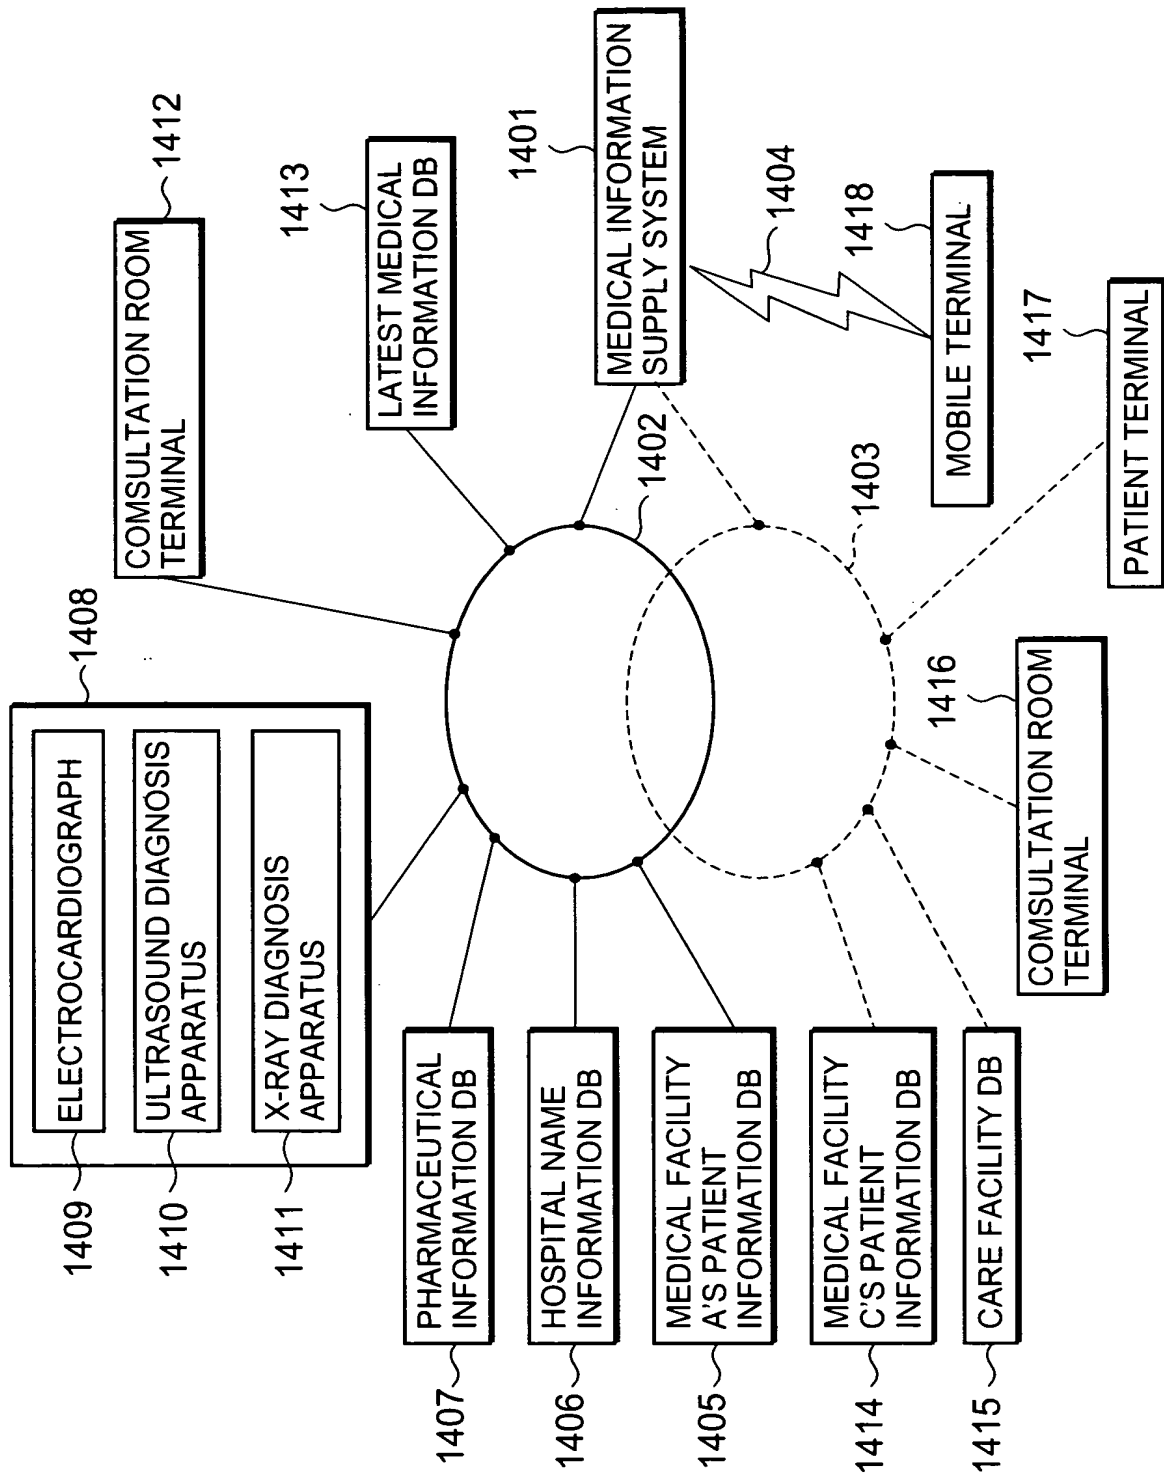 1408
1409
ELECTROCARDIOGRAPH
1410
ULTRASOUND DIAGNOSIS
APPARATUS
1411
X-RAY DIAGNOSIS
APPARATUS
1412
COMSULTATION ROOM
TERMINAL
1413
LATEST MEDICAL
INFORMATION DB
1401
MEDICAL INFORMATION
SUPPLY SYSTEM
1407
PHARMACEUTICAL
INFORMATION DB
1406
HOSPITAL NAME
INFORMATION DB
1405
MEDICAL FACILITY
A'S PATIENT
INFORMATION DB
1402
1403
1404
1414
MEDICAL FACILITY
C'S PATIENT
INFORMATION DB
1415
CARE FACILITY DB
1416
COMSULTATION ROOM
TERMINAL
1418
MOBILE TERMINAL
1417
PATIENT TERMINAL